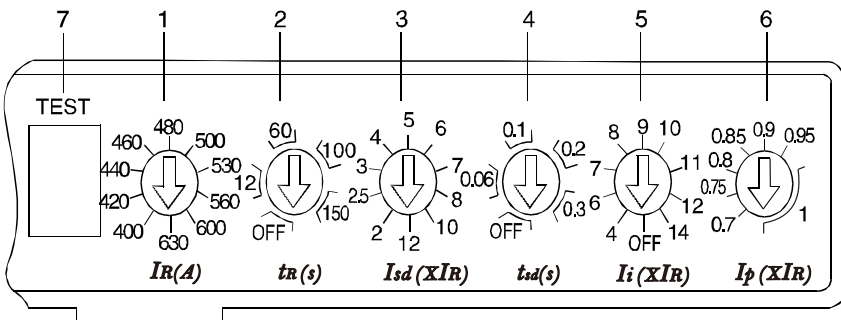 7 1 2 3 4 5 6
TEST
400 420 440 460 480 500 530 560 600 630
IR(A)
OFF 12 60 100 150
tR(s)
2 2.5 3 4 5 6 7 8 10 12
Isd(XIR)
OFF 0.06 0.1 0.2 0.3
tsd(s)
4 6 7 8 9 10 11 12 14 OFF
Ii(XIR)
0.7 0.75 0.8 0.85 0.9 0.95 1
Ip(XIR)